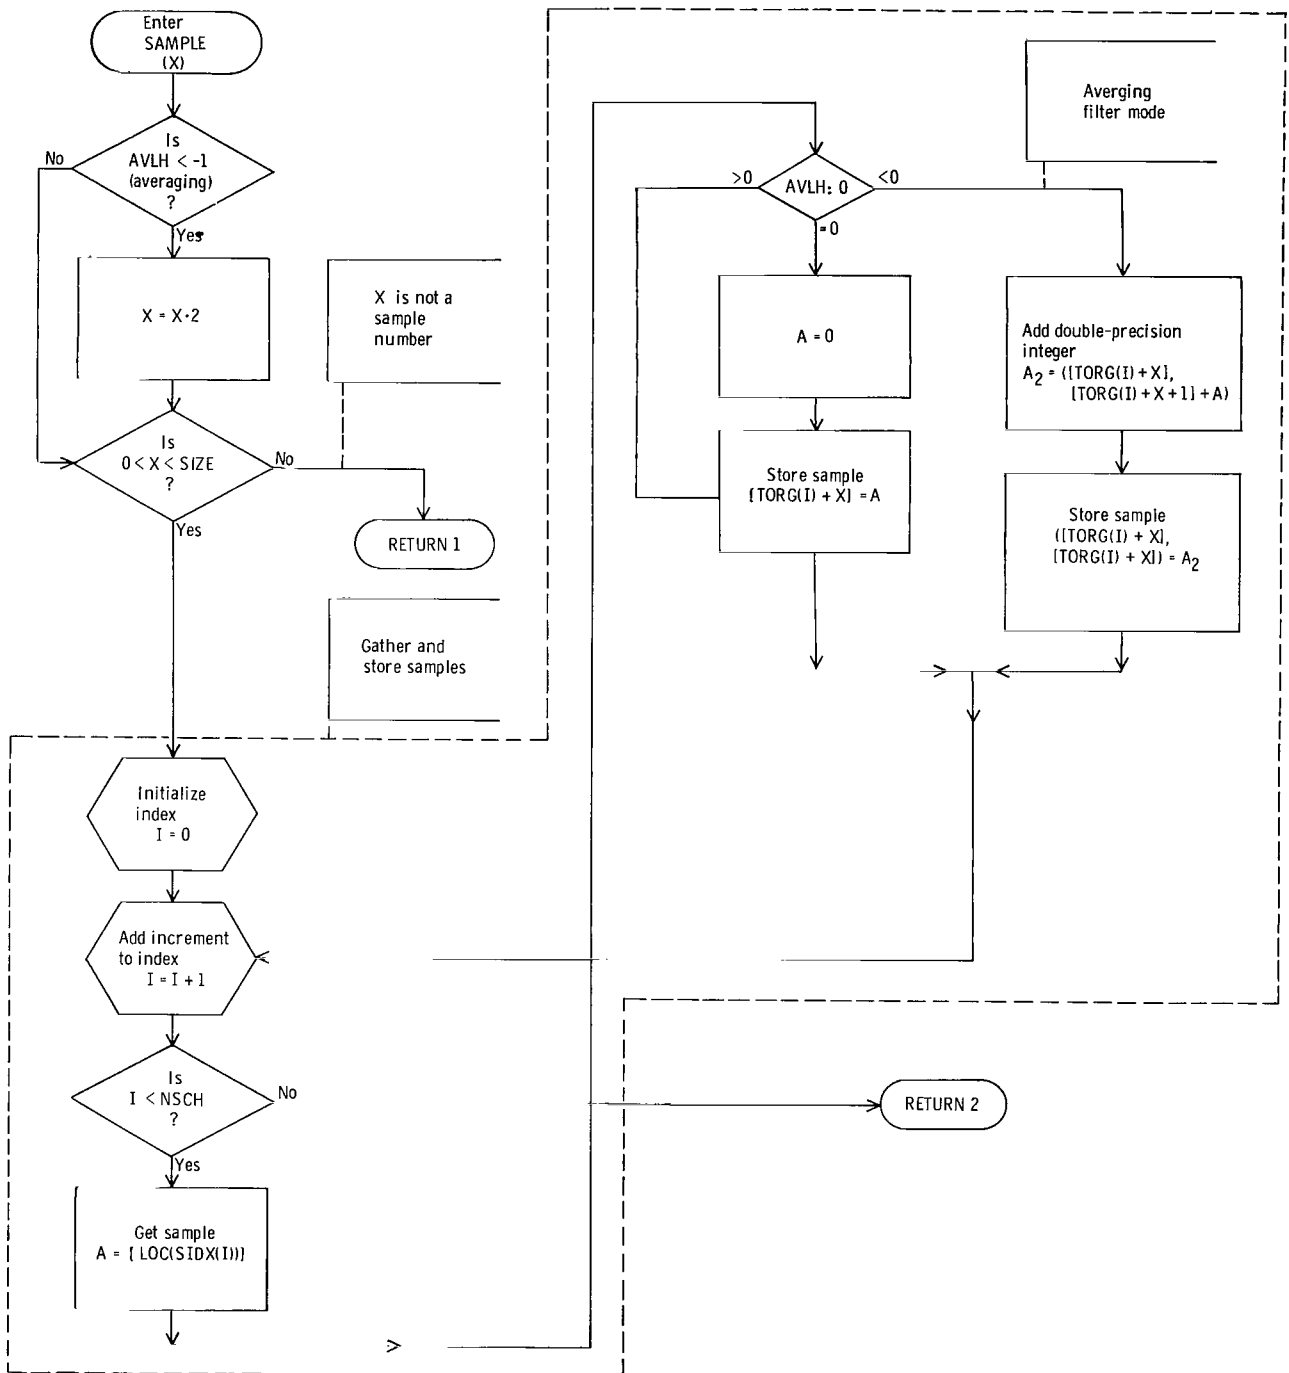 Enter
SAMPLE
(X)
Is
AVLH < -1
(averaging)
?
No
Yes
X = X·2
X is not a
sample
number
Is
0 < X < SIZE
?
No
Yes
RETURN 1
Gather and
store samples
Initialize
index
I = 0
Add increment
to index
I = I + 1
Is
I < NSCH
?
No
Yes
Get sample
A = [LOC(SIDX(I))]
Averging
filter mode
>0
AVLH: 0
<0
=0
A = 0
Store sample
[TORG(I) + X] = A
Add double-precision
integer
A2 = ([TORG(I) + X],
[TORG(I) + X + 1] + A)
Store sample
([TORG(I) + X],
[TORG(I) + X]) = A2
RETURN 2